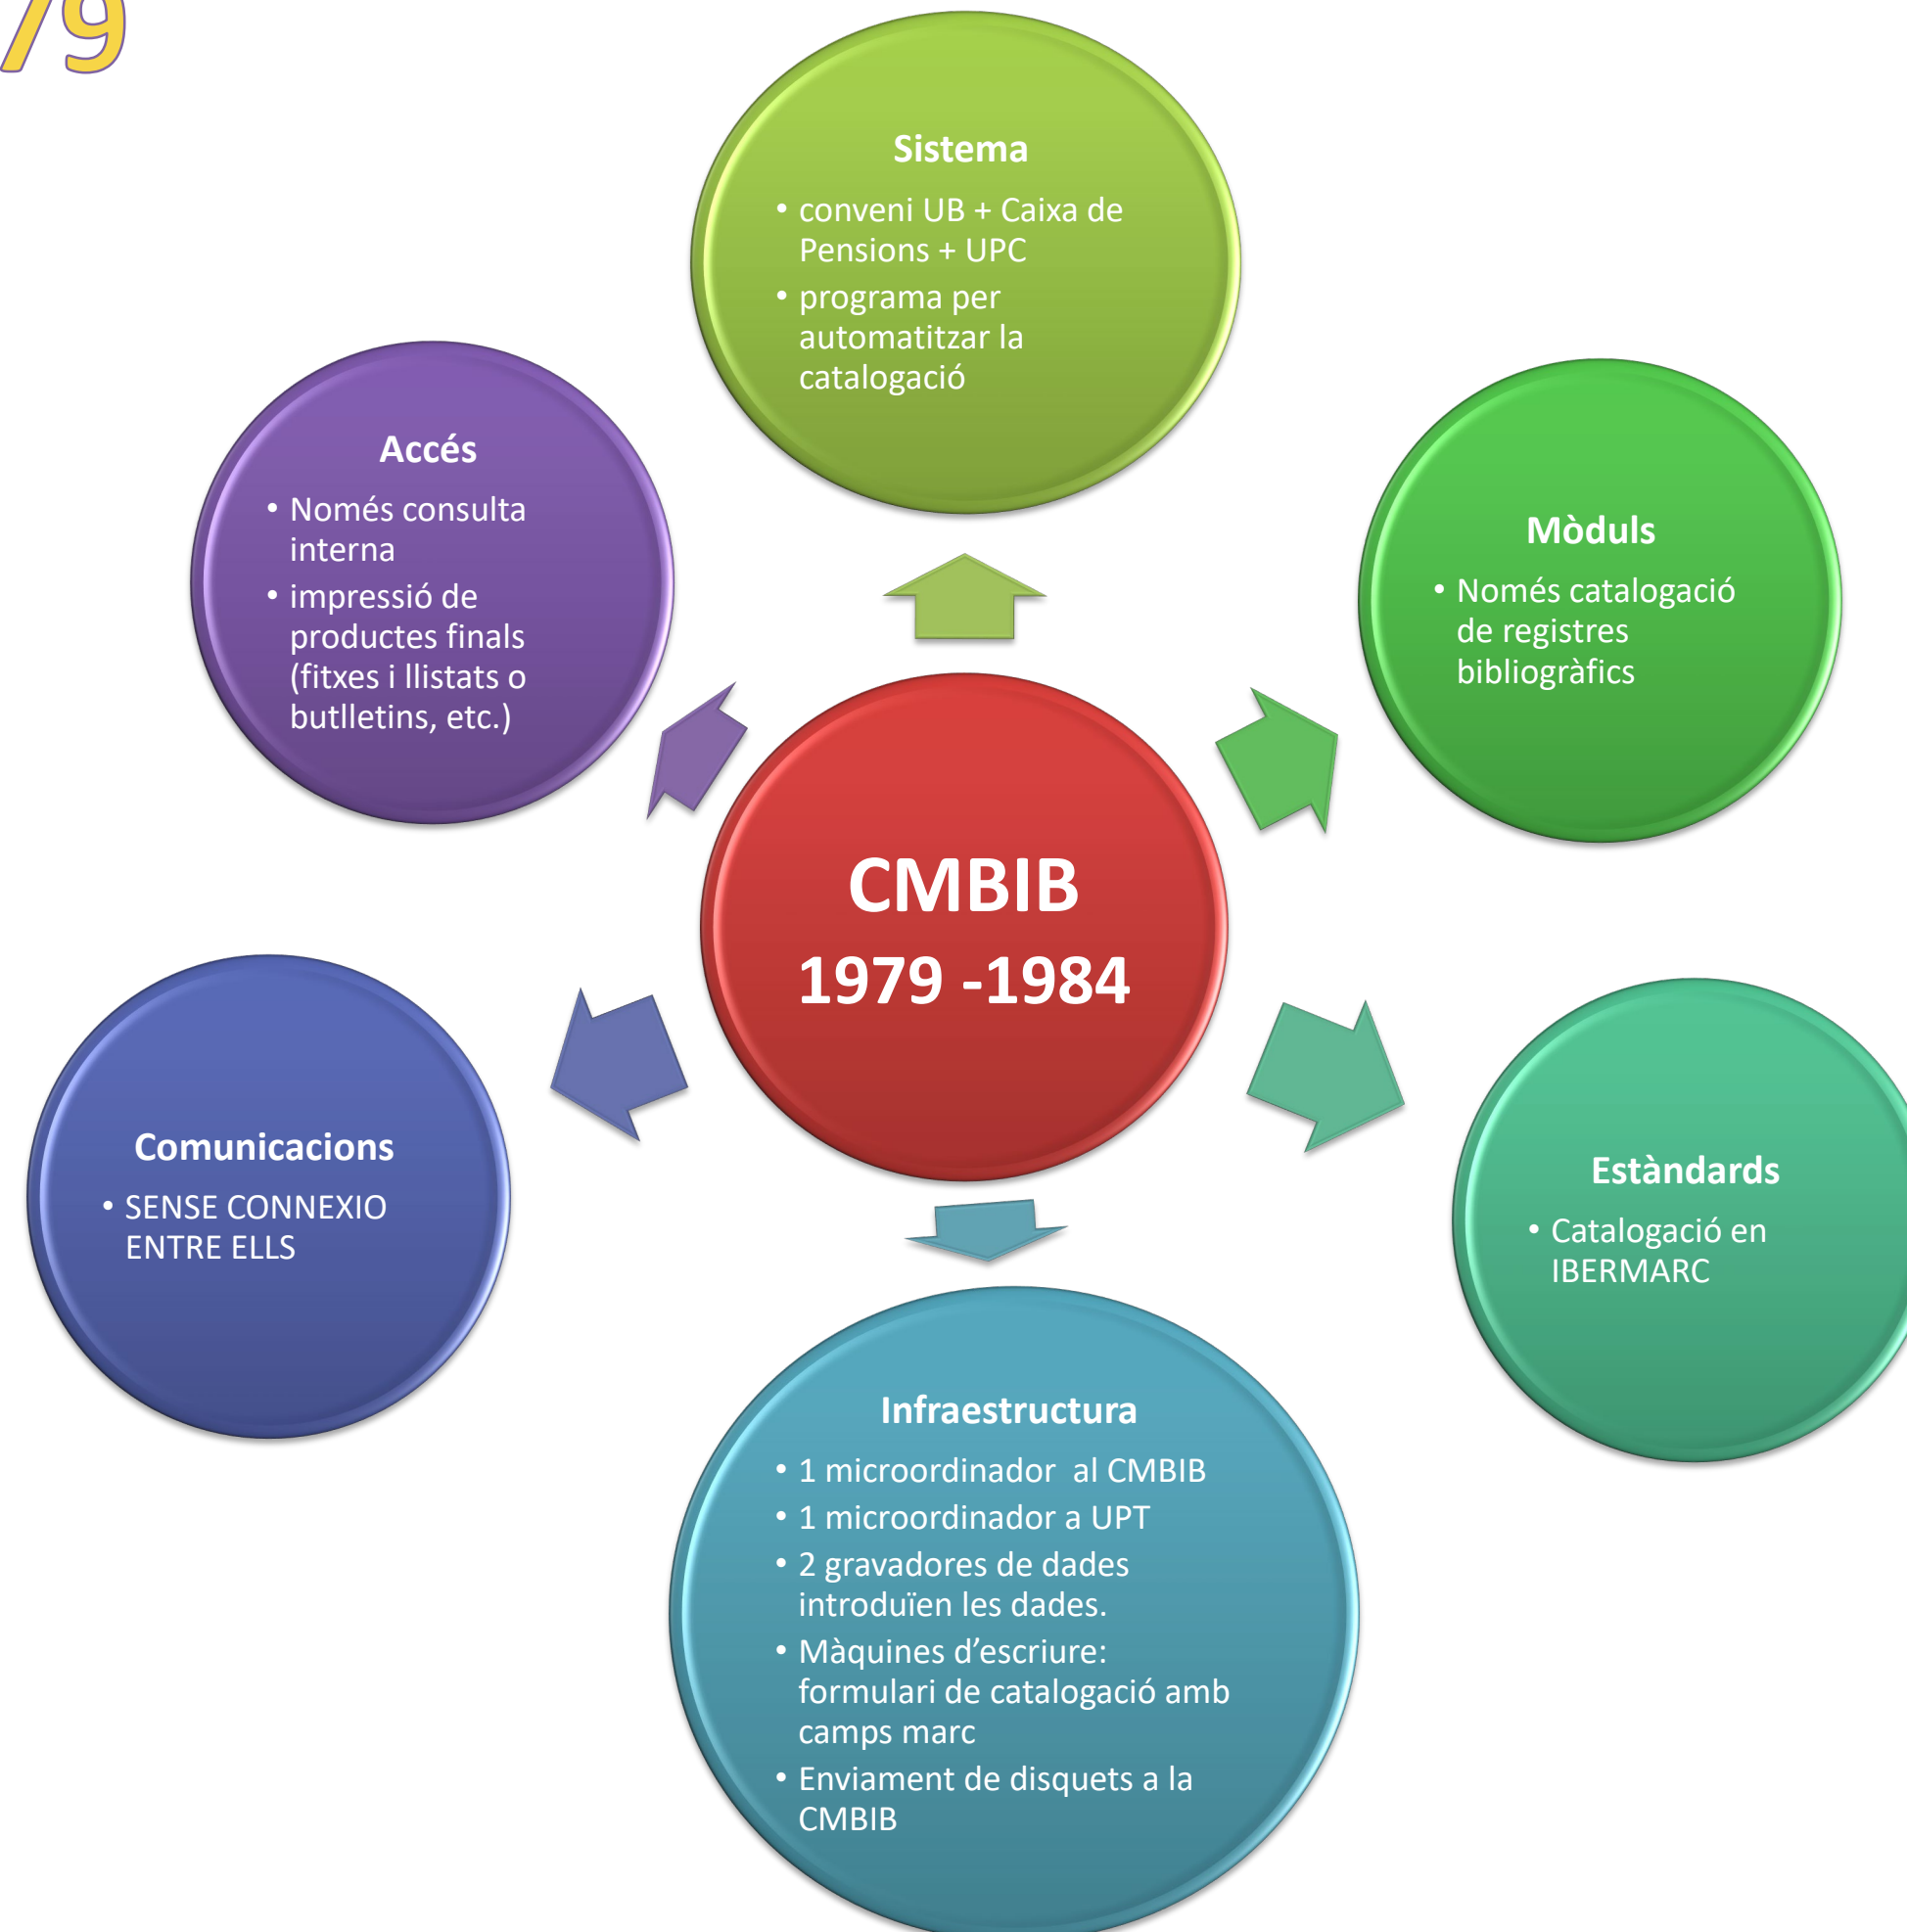 79
Sistema
• conveni UB + Caixa de
Pensions + UPC
• programa per
automatitzar la
catalogació
Accés
• Només consulta
interna
• impressió de
productes finals
(fitxes i llistats o
butlletins, etc.)
Mòduls
• Només catalogació
de registres
bibliogràfics
CMBIB
1979 -1984
Comunicacions
• SENSE CONNEXIO
ENTRE ELLS
Estàndards
• Catalogació en
IBERMARC
Infraestructura
• 1 microordinador al CMBIB
• 1 microordinador a UPT
• 2 gravadores de dades
introduïen les dades.
• Màquines d’escriure:
formulari de catalogació amb
camps marc
• Enviament de disquets a la
CMBIB